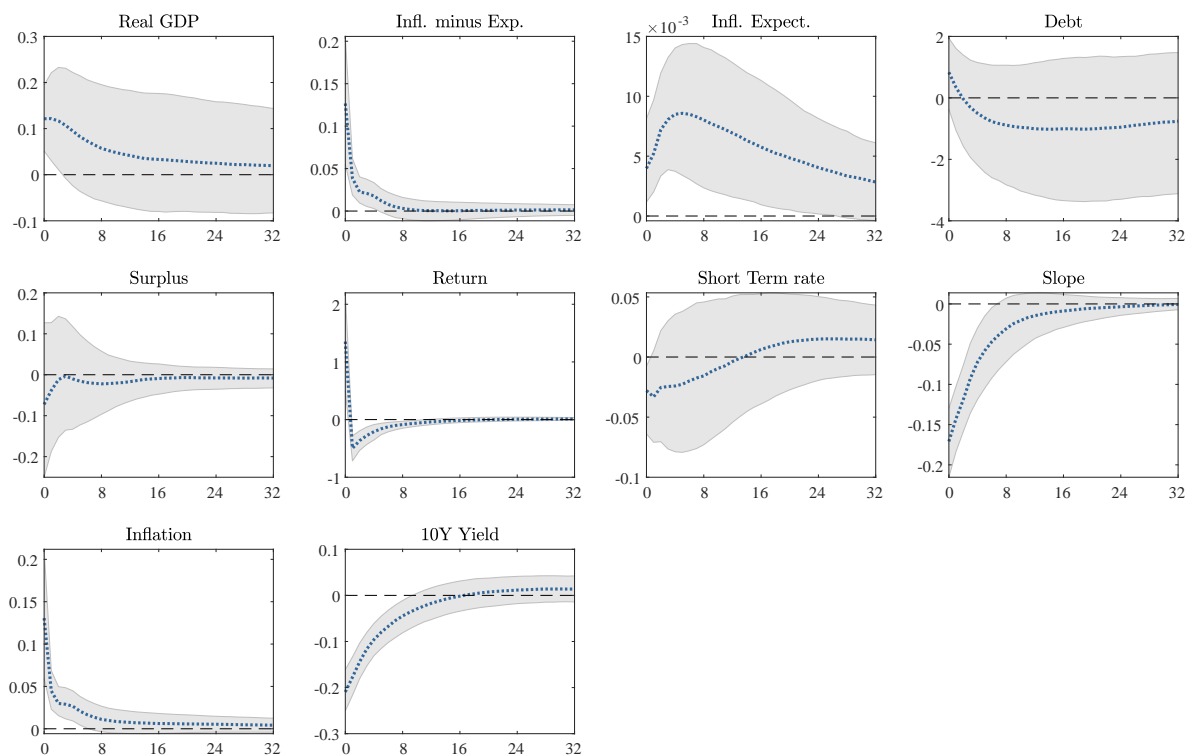 Real GDP
0.3
0.2
0.1
0
-0.1
0 8 16 24 32
Infl. minus Exp.
0.2
0.15
0.1
0.05
0
0 8 16 24 32
×10⁻³ Infl. Expect.
15
10
5
0
0 8 16 24 32
Debt
2
0
-2
-4
0 8 16 24 32
Surplus
0.2
0.1
0
-0.1
-0.2
0 8 16 24 32
Return
2
1
0
-1
0 8 16 24 32
Short Term rate
0.05
0
-0.05
-0.1
0 8 16 24 32
Slope
0
-0.05
-0.1
-0.15
-0.2
0 8 16 24 32
Inflation
0.2
0.15
0.1
0.05
0
0 8 16 24 32
10Y Yield
0.1
0
-0.1
-0.2
-0.3
0 8 16 24 32